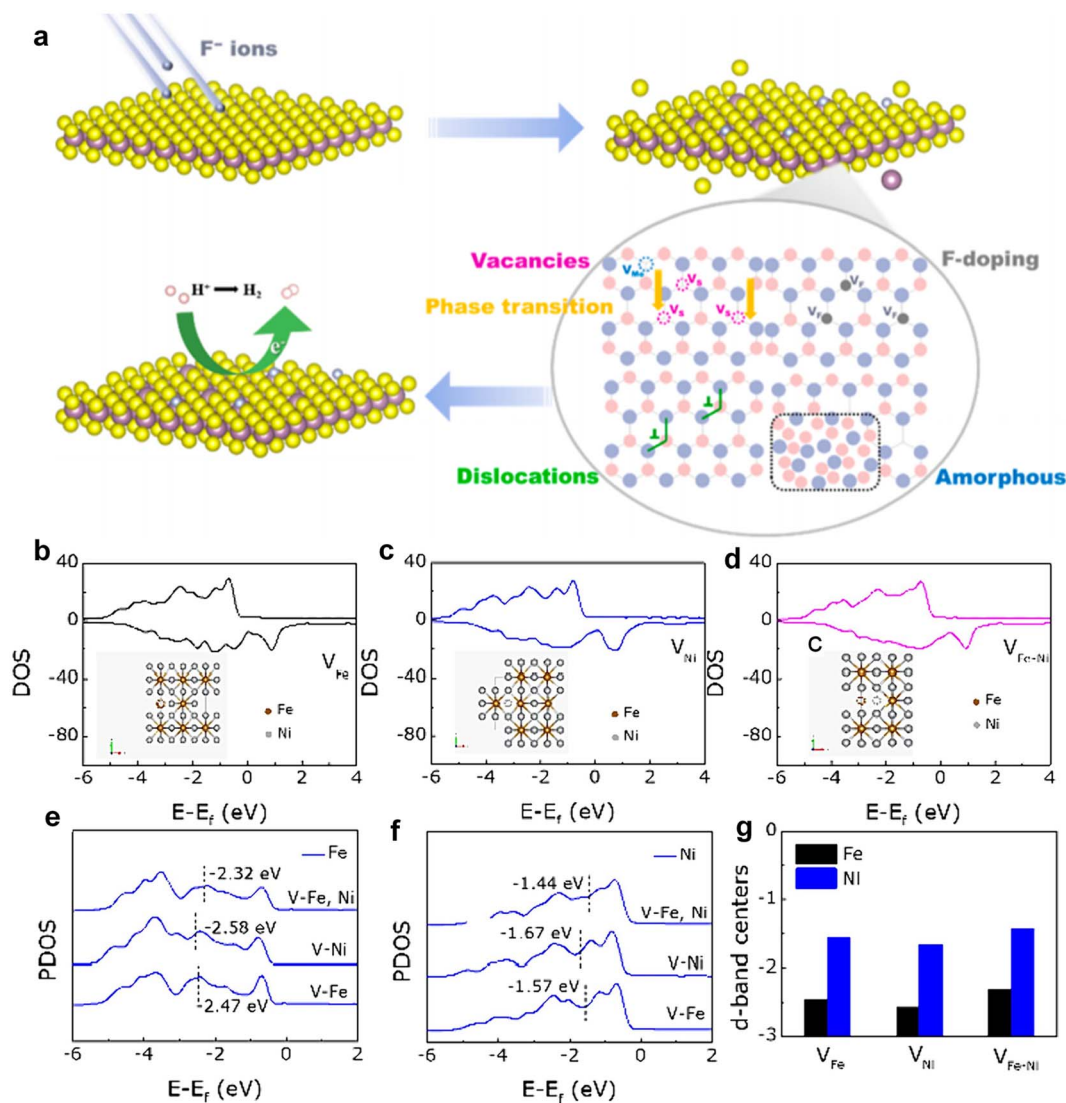 a
F⁻ ions
Vacancies
F-doping
V_Mo
V_S
V_F
Phase transition
V_S
V_S
V_F
V_F
H⁺ → H₂
e⁻
⊥
⊥
Dislocations
Amorphous
b
40
0
-40
-80
DOS
V_Fe
Fe
Ni
-6
-4
-2
0
2
4
E-E_f (eV)
c
40
0
-40
-80
DOS
V_Ni
Fe
Ni
-6
-4
-2
0
2
4
E-E_f (eV)
d
40
0
-40
-80
DOS
C
V_Fe-Ni
Fe
Ni
-6
-4
-2
0
2
4
E-E_f (eV)
e
Fe
-2.32 eV
V-Fe, Ni
-2.58 eV
V-Ni
-2.47 eV
V-Fe
PDOS
-6
-4
-2
0
2
E-E_f (eV)
f
Ni
-1.44 eV
V-Fe, Ni
-1.67 eV
V-Ni
-1.57 eV
V-Fe
PDOS
-6
-4
-2
0
2
E-E_f (eV)
g
0
-1
-2
-3
d-band centers
Fe
NI
V_Fe
V_NI
V_Fe-NI